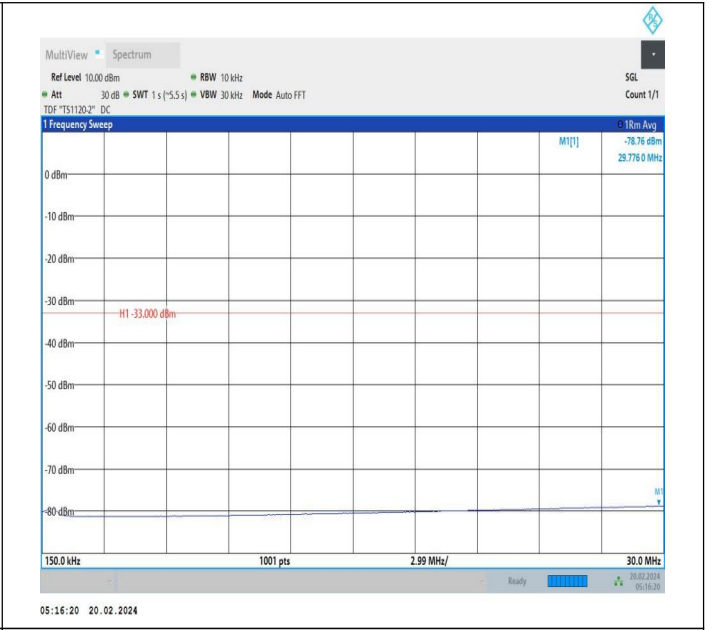 MultiView Spectrum
Ref Level 10.00 dBm RBW 10 kHz SGL
Att 30 dB SWT 1 s (~5.5 s) VBW 30 kHz Mode Auto FFT Count 1/1
TDF "TS1120-2" DC
1 Frequency Sweep 1Rm Avg
M1[1] -78.76 dBm
29.776 0 MHz
0 dBm
-10 dBm
-20 dBm
-30 dBm
H1 -33.000 dBm
-40 dBm
-50 dBm
-60 dBm
-70 dBm
M1
-80 dBm
150.0 kHz 1001 pts 2.99 MHz/ 30.0 MHz
Ready 20.02.2024
05:16:20
05:16:20 20.02.2024